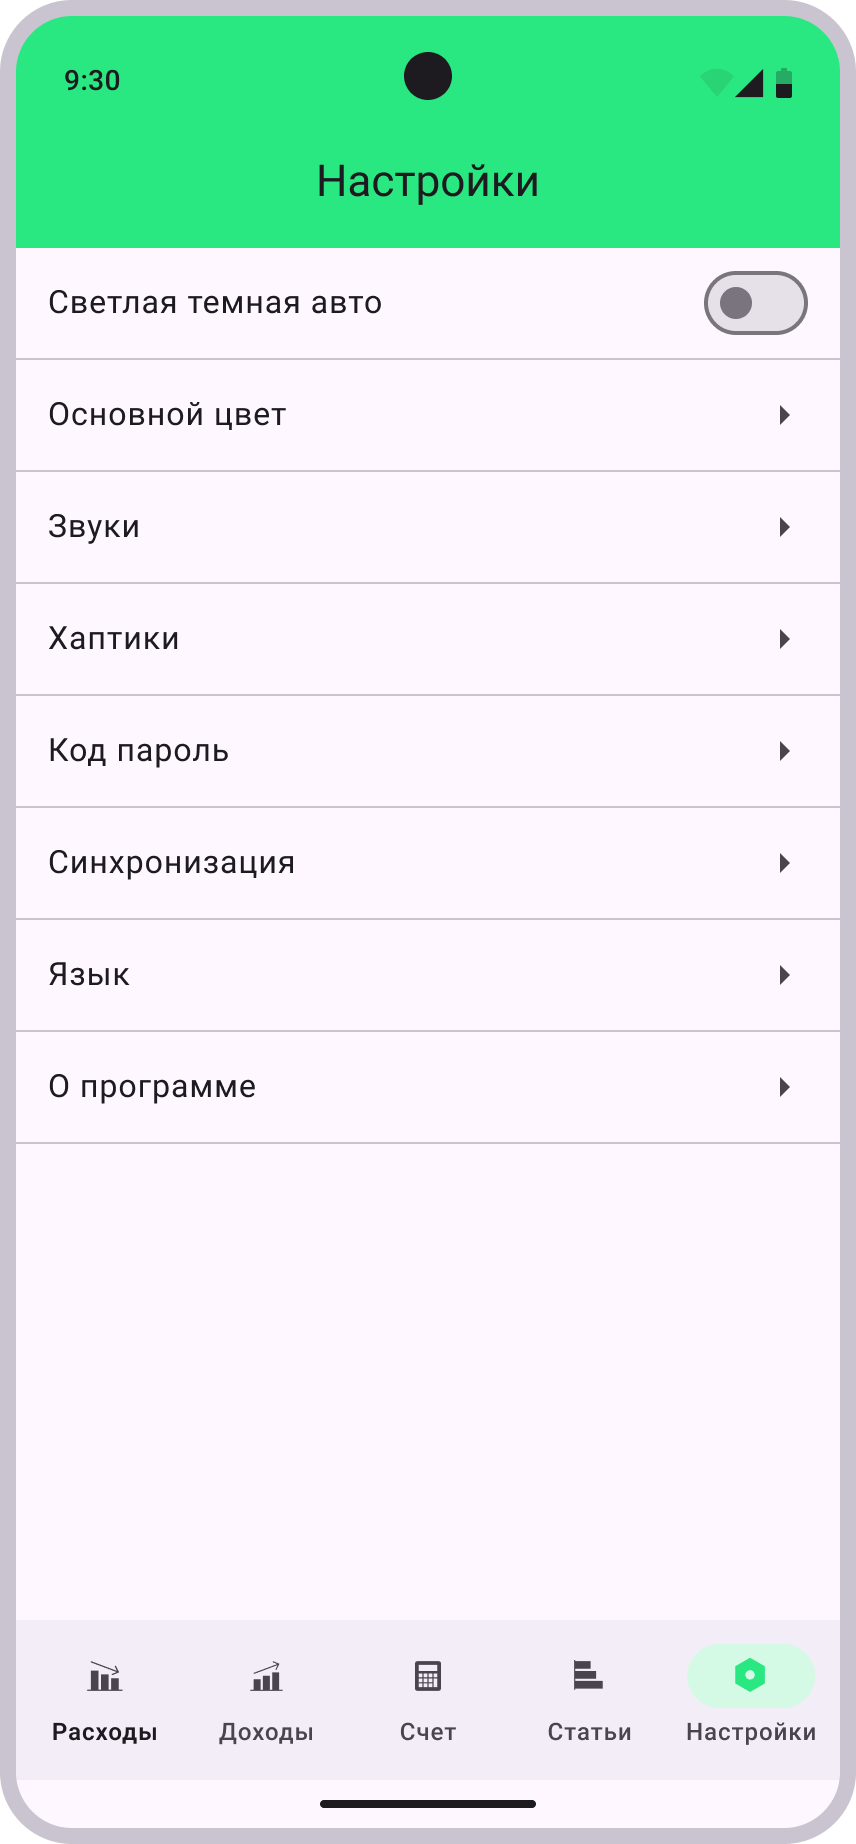 9:30
Настройки
Светлая темная авто
Основной цвет
Звуки
Хаптики
Код пароль
Синхронизация
Язык
О программе
Расходы Доходы Счет Статьи Настройки